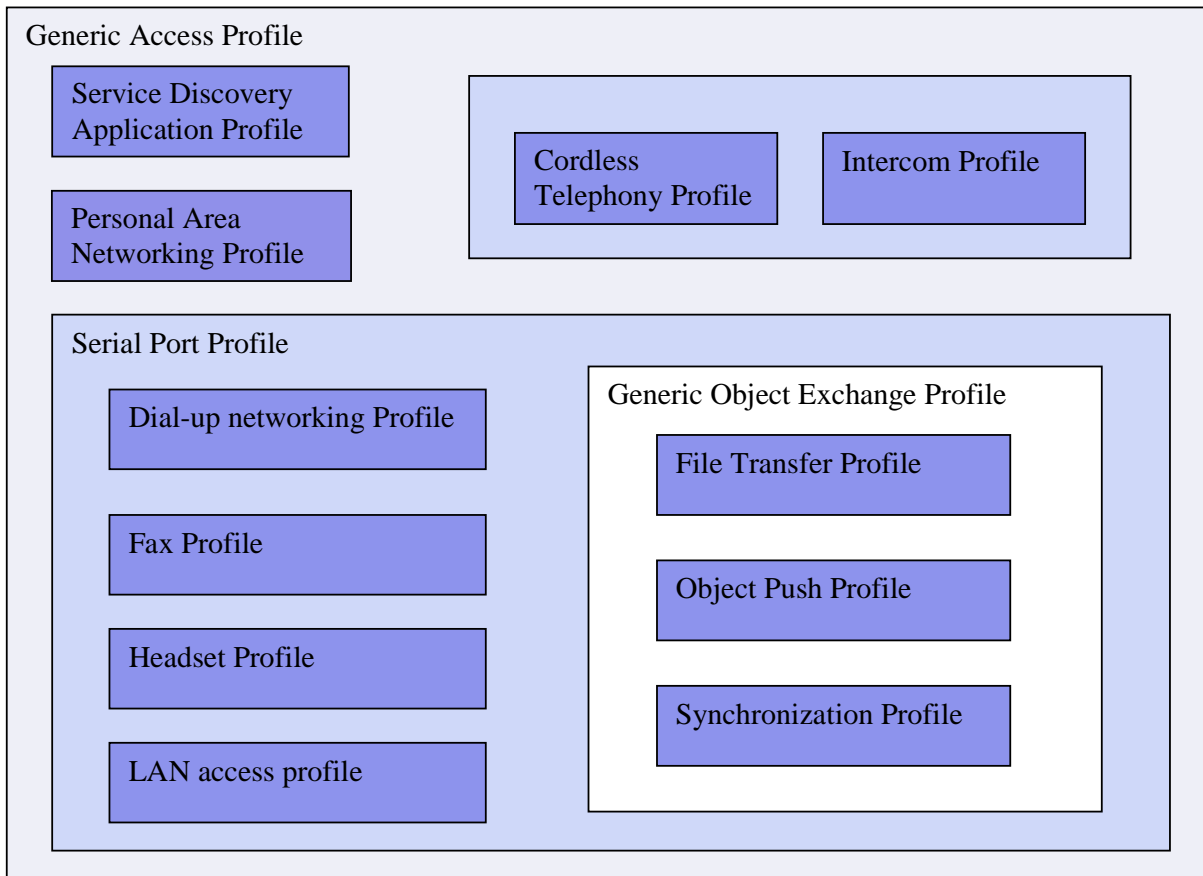 Generic Access Profile
Service Discovery
Application Profile
Cordless
Telephony Profile
Intercom Profile
Personal Area
Networking Profile
Serial Port Profile
Dial-up networking Profile
Fax Profile
Headset Profile
LAN access profile
Generic Object Exchange Profile
File Transfer Profile
Object Push Profile
Synchronization Profile